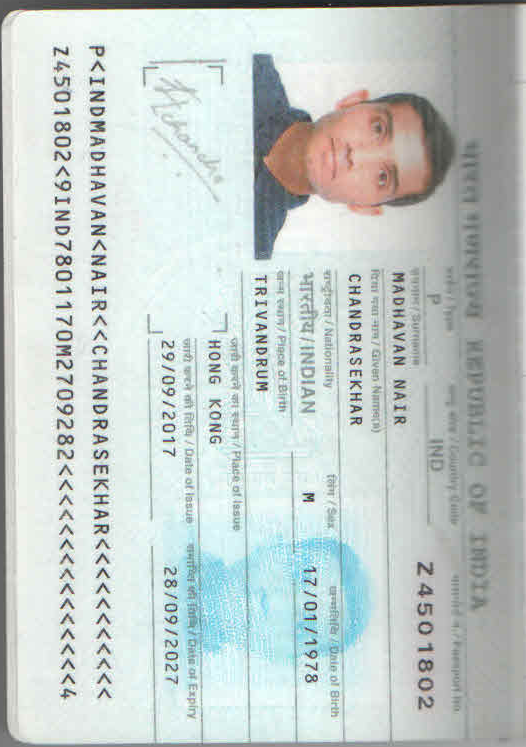 भारत गणराज्य REPUBLIC OF INDIA
टाईप / Type
P
राष्ट्र कोड / Country Code
IND
पासपोर्ट नं. / Passport No.
Z4501802
उपनाम / Surname
MADHAVAN NAIR
दिया गया नाम / Given Name(s)
CHANDRASEKHAR
राष्ट्रीयता / Nationality
भारतीय / INDIAN
लिंग / Sex
M
जन्मतिथि / Date of Birth
17/01/1978
जन्म स्थान / Place of Birth
TRIVANDRUM
जारी करने का स्थान / Place of Issue
HONG KONG
जारी करने की तिथि / Date of Issue
29/09/2017
समाप्ति की तिथि / Date of Expiry
28/09/2027
P<INDMADHAVAN<NAIR<<CHANDRASEKHAR<<<<<<<<<<<
Z4501802<9IND7801170M2709282<<<<<<<<<<<<<<<4